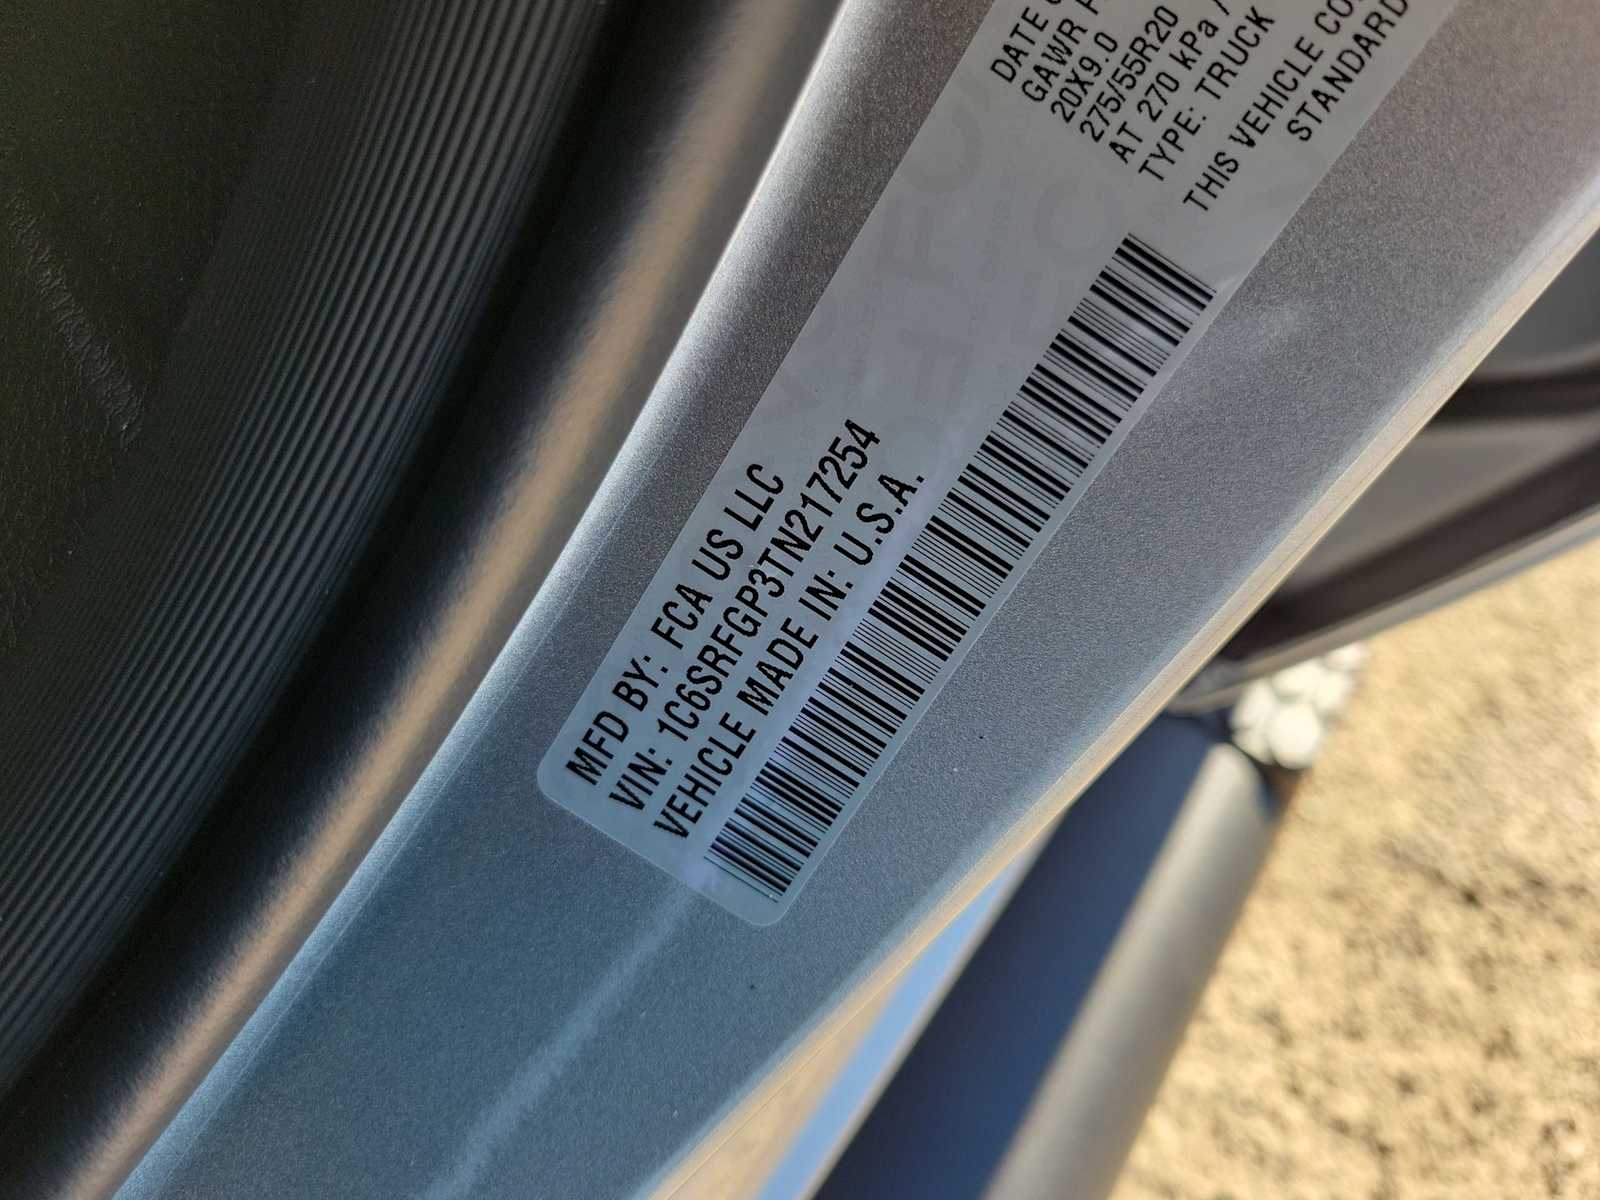 MFD BY: FCA US LLC
VIN: 1C6SRFGP3TN217254
VEHICLE MADE IN: U.S.A.
DATE
GAWR
20X9.0
275/55R20
AT 270 kPa /
TYPE: TRUCK
THIS VEHICLE
STANDARD